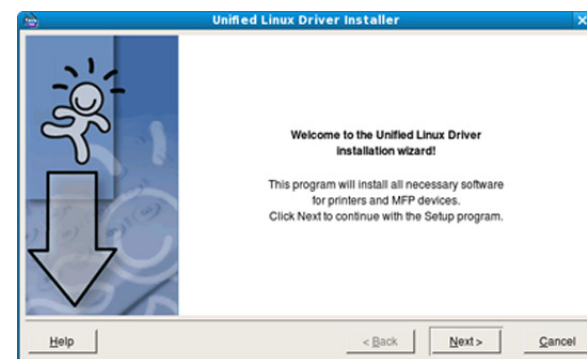 Unified Linux Driver Installer
Welcome to the Unified Linux Driver
installation wizard!
This program will install all necessary software
for printers and MFP devices.
Click Next to continue with the Setup program.
Help
< Back
Next >
Cancel